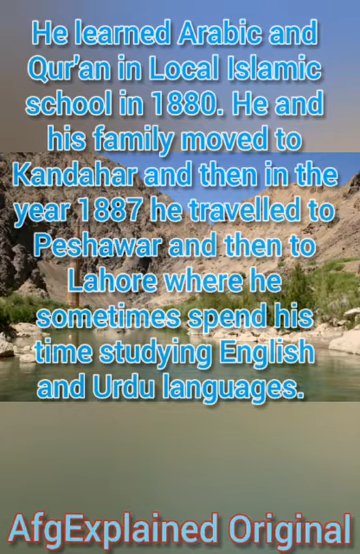 He learned Arabic and
Qur'an in Local Islamic
school in 1880. He and
his family moved to
Kandahar and then in the
year 1887 he travelled to
Peshawar and then to
Lahore where he
sometimes spend his
time studying English
and Urdu languages.
AfgExplained Original